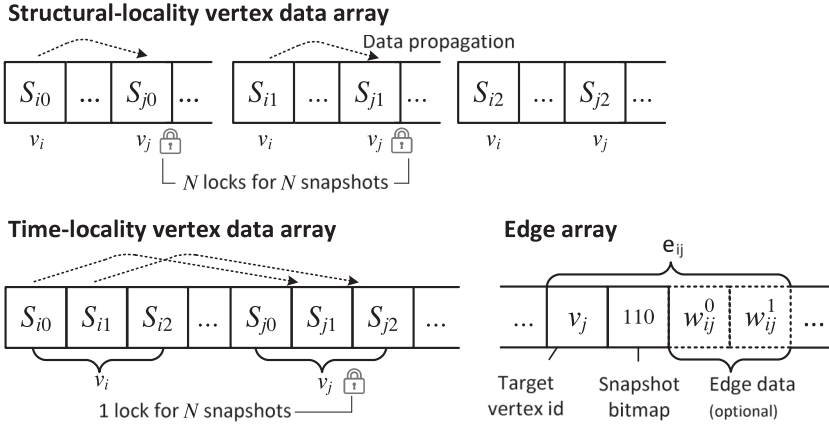 Structural-locality vertex data array
Data propagation
S_{i0} ... S_{j0} ... S_{i1} ... S_{j1} ... S_{i2} ... S_{j2} ...
v_i v_j v_i v_j v_i v_j
N locks for N snapshots
Time-locality vertex data array
S_{i0} S_{i1} S_{i2} ... S_{j0} S_{j1} S_{j2} ...
v_i v_j
1 lock for N snapshots
Edge array
e_{ij}
... v_j 110 w_{ij}^0 w_{ij}^1 ...
Target vertex id
Snapshot bitmap
Edge data
(optional)